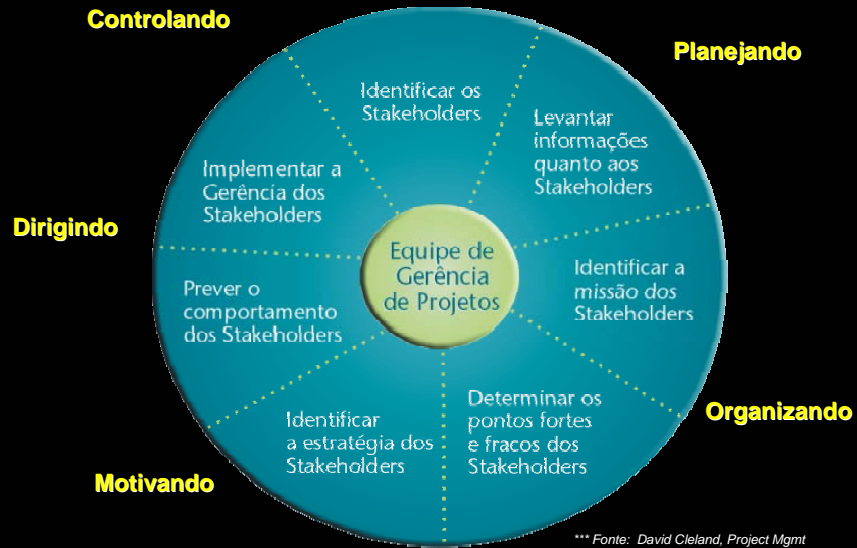 Controlando
Planejando
Identificar os
Stakeholders
Levantar
informações
quanto aos
Stakeholders
Implementar a
Gerência dos
Stakeholders
Dirigindo
Equipe de
Gerência
de Projetos
Identificar a
missão dos
Stakeholders
Prever o
comportamento
dos Stakeholders
Determinar os
pontos fortes
e fracos dos
Stakeholders
Organizando
Identificar
a estratégia dos
Stakeholders
Motivando
*** Fonte: David Cleland, Project Mgmt